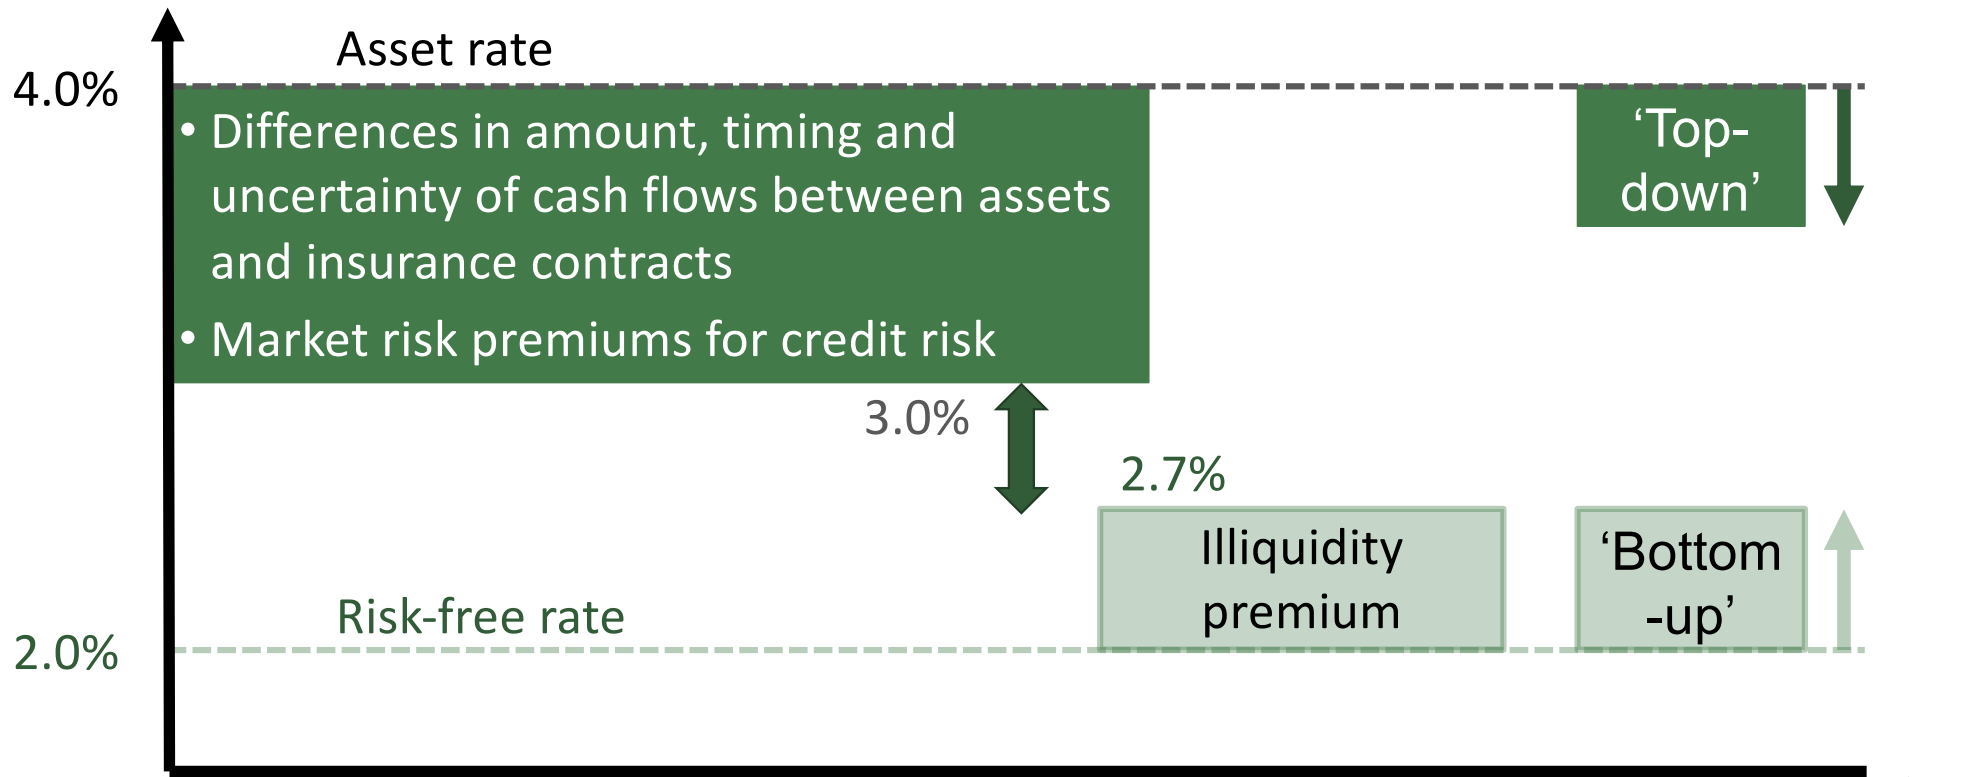 Asset rate
4.0%
• Differences in amount, timing and
uncertainty of cash flows between assets
and insurance contracts
• Market risk premiums for credit risk
‘Top-
down’
3.0%
2.7%
Illiquidity
premium
‘Bottom
-up’
Risk-free rate
2.0%